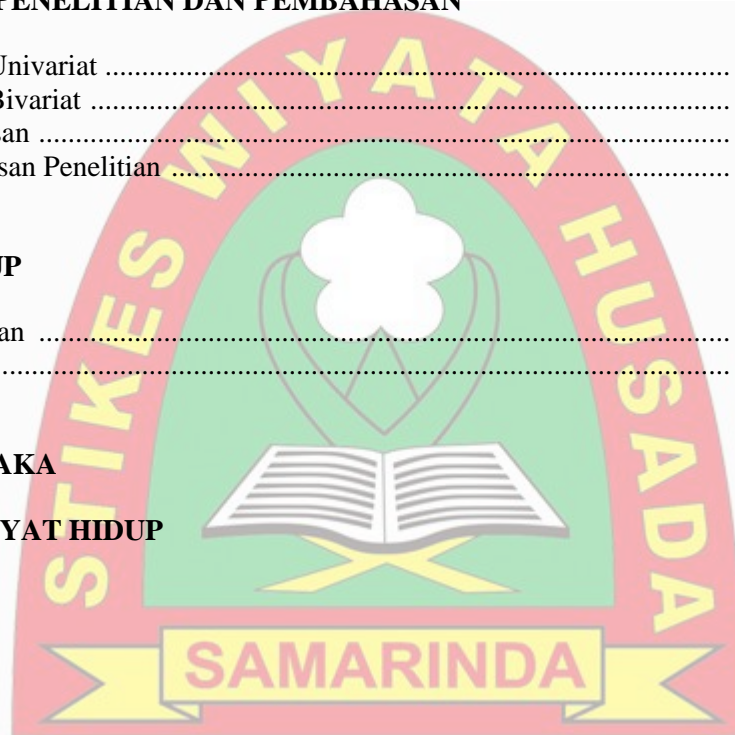 PENELITIAN DAN PEMBAHASAN
Univariat ....................................................................................
Bivariat ......................................................................................
an .............................................................................................
san Penelitian ...........................................................................
UP
an .............................................................................................
..................................................................................................
AKA
YAT HIDUP
STIKES WIYATA HUSADA
SAMARINDA